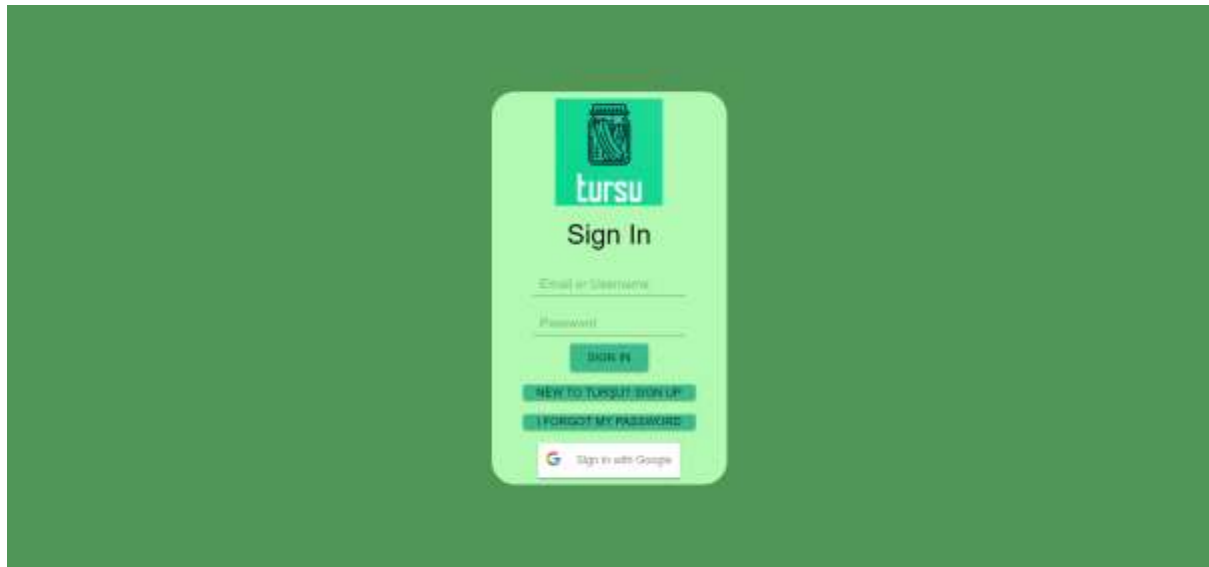 tursu
Sign In
Email or Username
Password
SIGN IN
NEW TO TURŞU? SIGN UP
I FORGOT MY PASSWORD
Sign in with Google